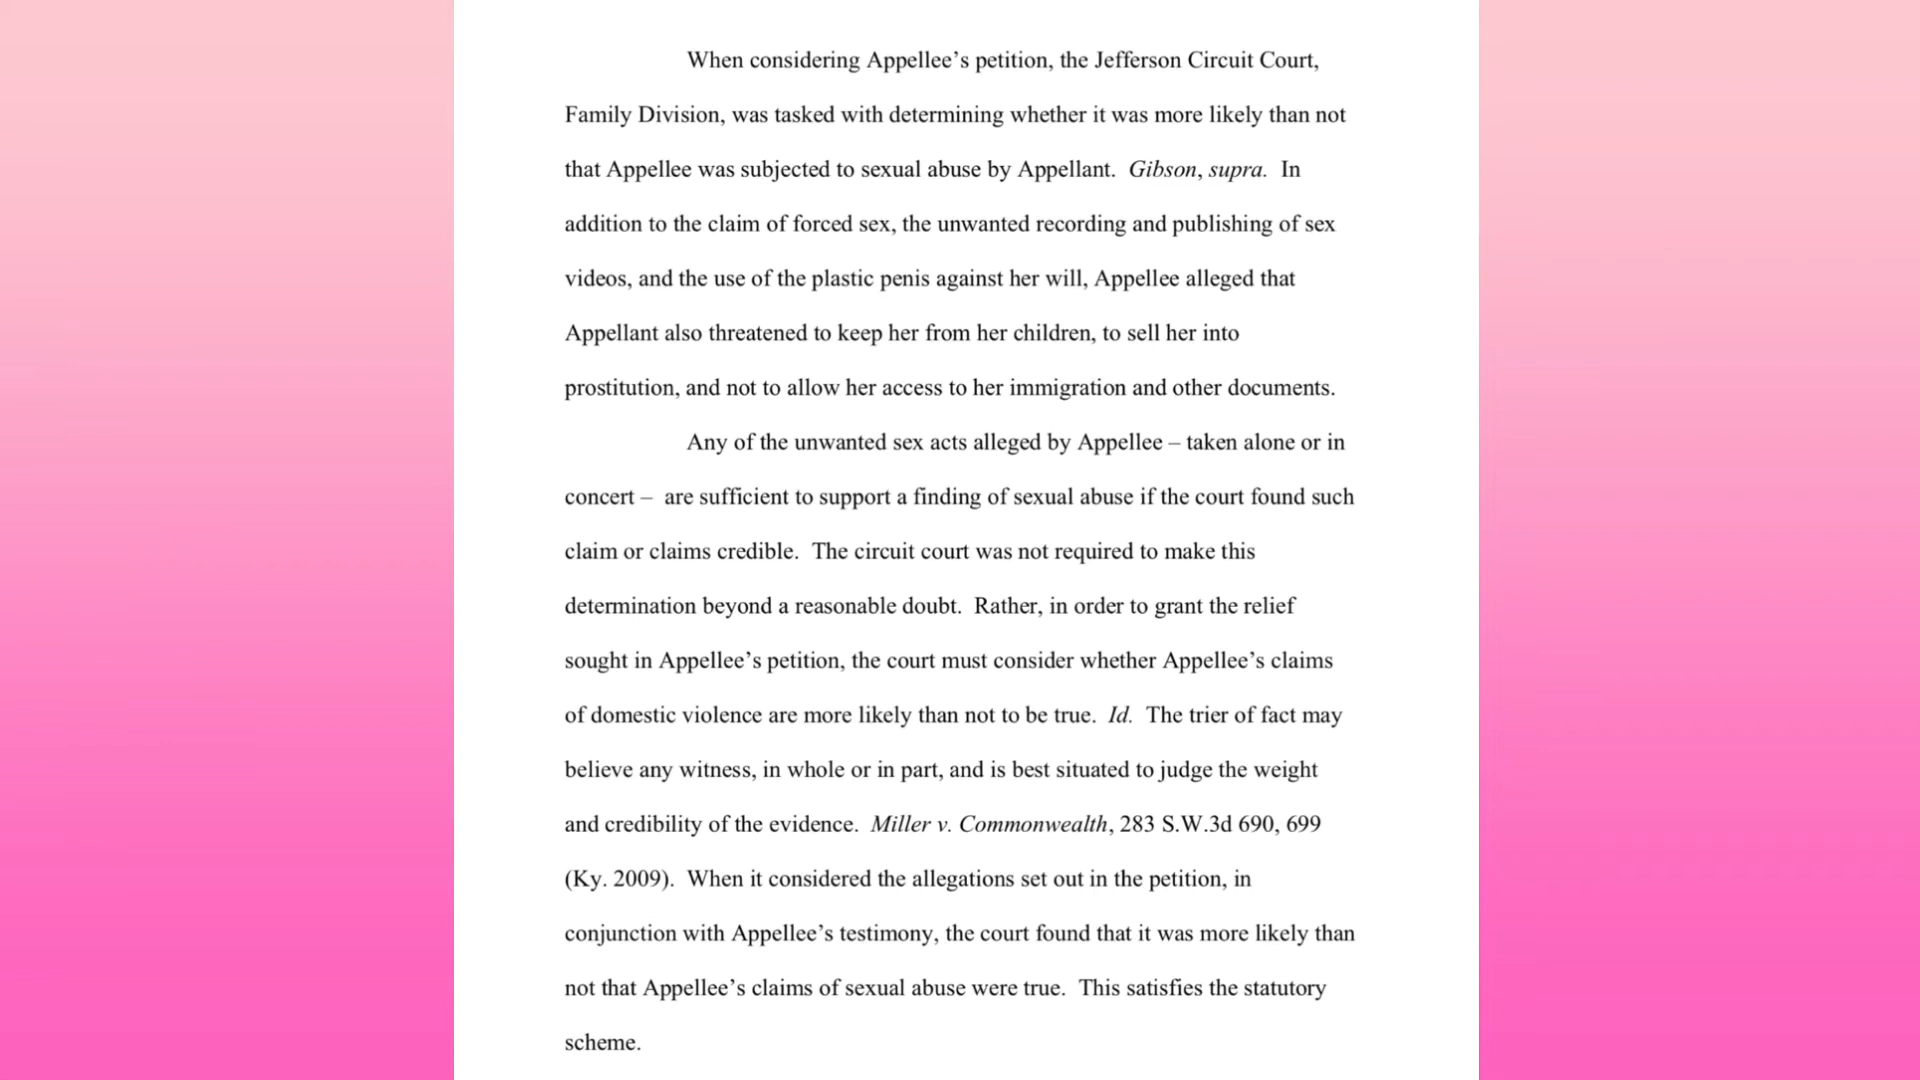 When considering Appellee’s petition, the Jefferson Circuit Court,
Family Division, was tasked with determining whether it was more likely than not
that Appellee was subjected to sexual abuse by Appellant.  Gibson, supra.  In
addition to the claim of forced sex, the unwanted recording and publishing of sex
videos, and the use of the plastic penis against her will, Appellee alleged that
Appellant also threatened to keep her from her children, to sell her into
prostitution, and not to allow her access to her immigration and other documents.
Any of the unwanted sex acts alleged by Appellee – taken alone or in
concert –  are sufficient to support a finding of sexual abuse if the court found such
claim or claims credible.  The circuit court was not required to make this
determination beyond a reasonable doubt.  Rather, in order to grant the relief
sought in Appellee’s petition, the court must consider whether Appellee’s claims
of domestic violence are more likely than not to be true.  Id.  The trier of fact may
believe any witness, in whole or in part, and is best situated to judge the weight
and credibility of the evidence.  Miller v. Commonwealth, 283 S.W.3d 690, 699
(Ky. 2009).  When it considered the allegations set out in the petition, in
conjunction with Appellee’s testimony, the court found that it was more likely than
not that Appellee’s claims of sexual abuse were true.  This satisfies the statutory
scheme.